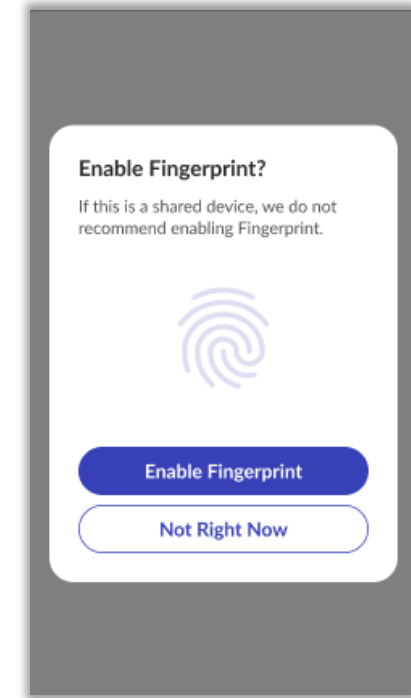 Enable Fingerprint?
If this is a shared device, we do not
recommend enabling Fingerprint.
Enable Fingerprint
Not Right Now